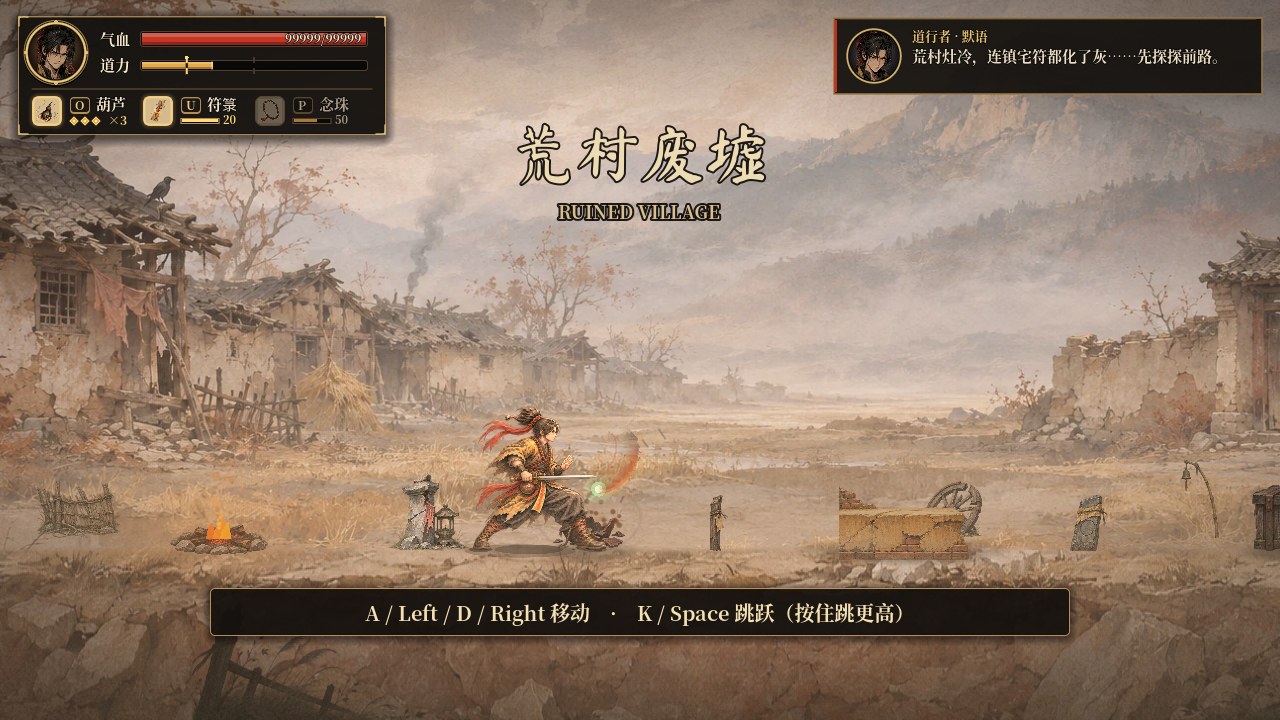 气血 99999/99999
道力
O 葫芦 ×3
U 符箓 20
P 念珠 50
道行者·默语
荒村灶冷，连镇宅符都化了灰……先探探前路。
荒村废墟
RUINED VILLAGE
A / Left / D / Right 移动 · K / Space 跳跃（按住跳更高）